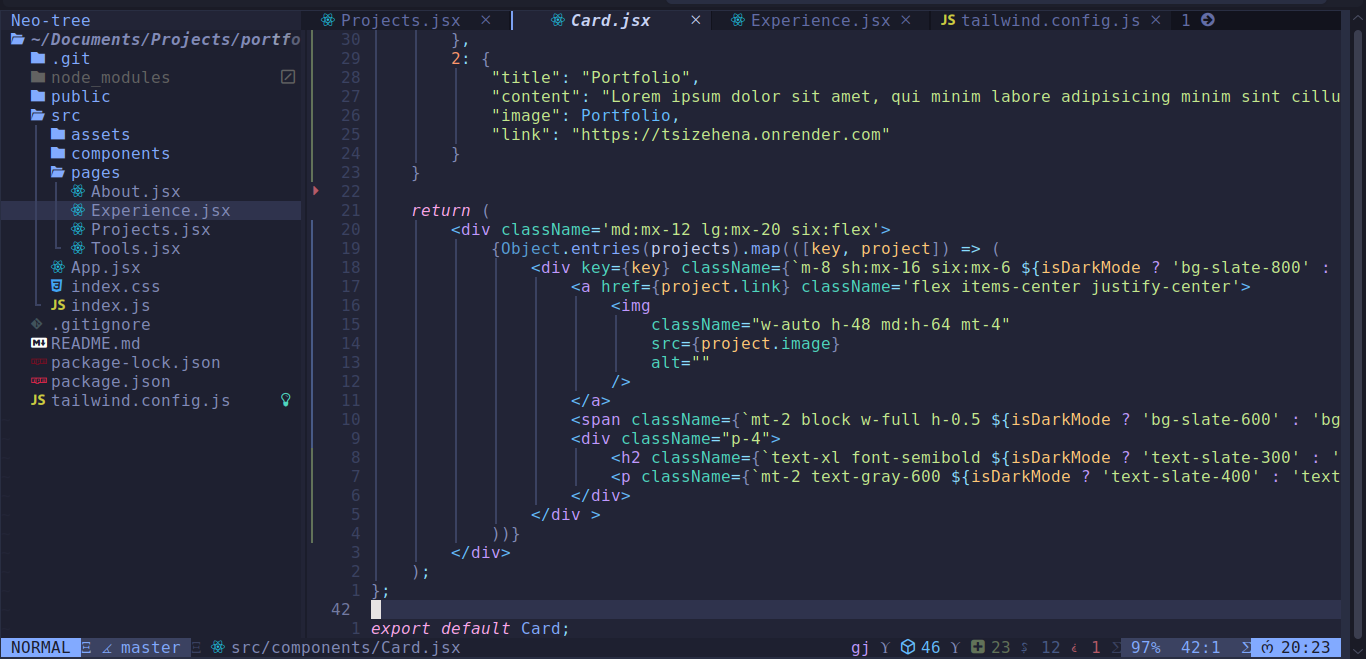 Neo-tree
Projects.jsx ×
Card.jsx ×
Experience.jsx ×
JS tailwind.config.js ×
1
~/Documents/Projects/portfo
.git
node_modules
public
src
assets
components
pages
About.jsx
Experience.jsx
Projects.jsx
Tools.jsx
App.jsx
index.css
JS index.js
.gitignore
README.md
package-lock.json
package.json
JS tailwind.config.js
30 },
29 2: {
28 "title": "Portfolio",
27 "content": "Lorem ipsum dolor sit amet, qui minim labore adipisicing minim sint cillu
26 "image": Portfolio,
25 "link": "https://tsizehena.onrender.com"
24 }
23 }
22
21 return (
20 <div className='md:mx-12 lg:mx-20 six:flex'>
19 {Object.entries(projects).map(([key, project]) => (
18 <div key={key} className={`m-8 sh:mx-16 six:mx-6 ${isDarkMode ? 'bg-slate-800' :
17 <a href={project.link} className='flex items-center justify-center'>
16 <img
15 className="w-auto h-48 md:h-64 mt-4"
14 src={project.image}
13 alt=""
12 />
11 </a>
10 <span className={`mt-2 block w-full h-0.5 ${isDarkMode ? 'bg-slate-600' : 'bg
9 <div className="p-4">
8 <h2 className={`text-xl font-semibold ${isDarkMode ? 'text-slate-300' : '
7 <p className={`mt-2 text-gray-600 ${isDarkMode ? 'text-slate-400' : 'text
6 </div>
5 </div >
4 ))}
3 </div>
2 );
1 };
42
1 export default Card;
NORMAL master src/components/Card.jsx gj 46 23 12 1 97% 42:1 20:23